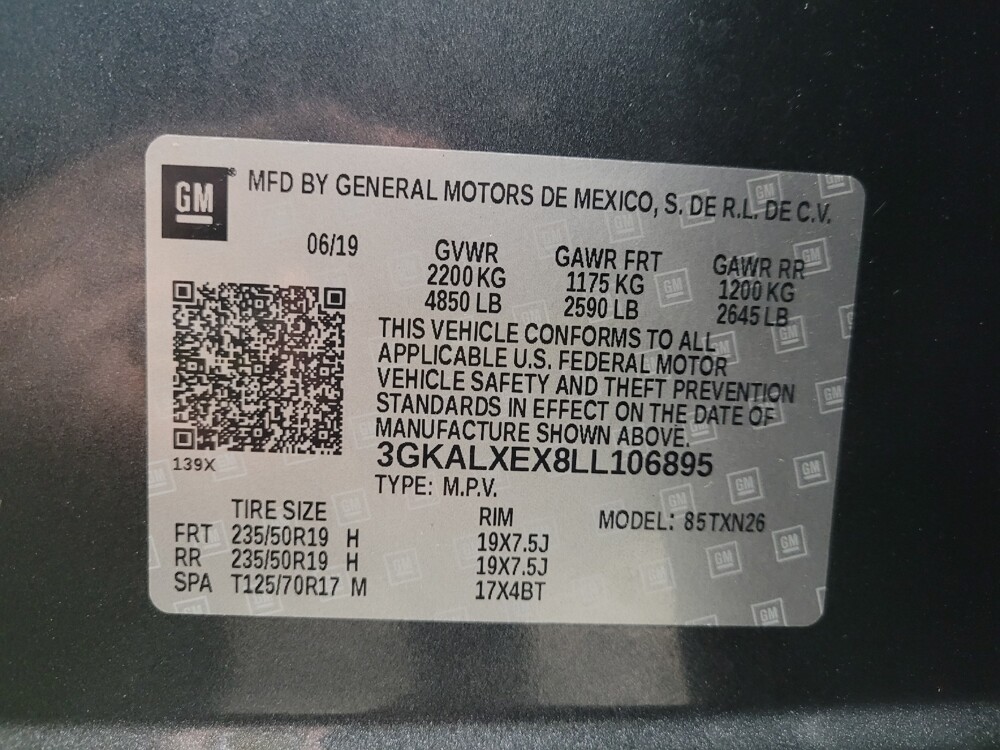 GM MFD BY GENERAL MOTORS DE MEXICO, S. DE R.L. DE C.V.
06/19 GVWR GAWR FRT GAWR RR
2200 KG 1175 KG 1200 KG
4850 LB 2590 LB 2645 LB
THIS VEHICLE CONFORMS TO ALL
APPLICABLE U.S. FEDERAL MOTOR
VEHICLE SAFETY AND THEFT PREVENTION
STANDARDS IN EFFECT ON THE DATE OF
MANUFACTURE SHOWN ABOVE.
139X
3GKALXEX8LL106895
TYPE: M.P.V.
TIRE SIZE RIM MODEL: 85TXN26
FRT 235/50R19 H 19X7.5J
RR 235/50R19 H 19X7.5J
SPA T125/70R17 M 17X4BT